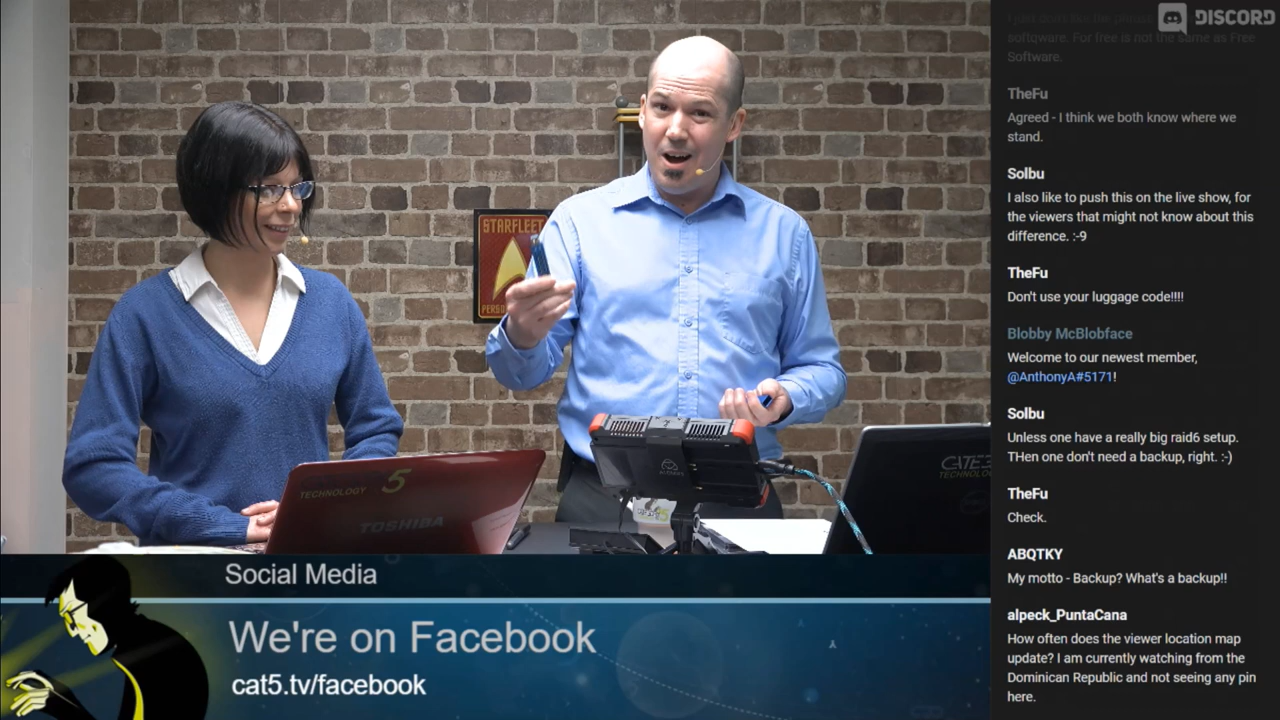 STARFLEET
TECHNOLOGY 5
TOSHIBA
Social Media
We're on Facebook
cat5.tv/facebook
DISCORD
softqware. For free is not the same as Free
Software.
TheFu
Agreed - I think we both know where we
stand.
Solbu
I also like to push this on the live show, for
the viewers that might not know about this
difference. :-9
TheFu
Don't use your luggage code!!!!
Blobby McBlobface
Welcome to our newest member,
@AnthonyA#5171!
Solbu
Unless one have a really big raid6 setup.
THen one don't need a backup, right. :-)
TheFu
Check.
ABQTKY
My motto - Backup? What's a backup!!
alpeck_PuntaCana
How often does the viewer location map
update? I am currently watching from the
Dominican Republic and not seeing any pin
here.